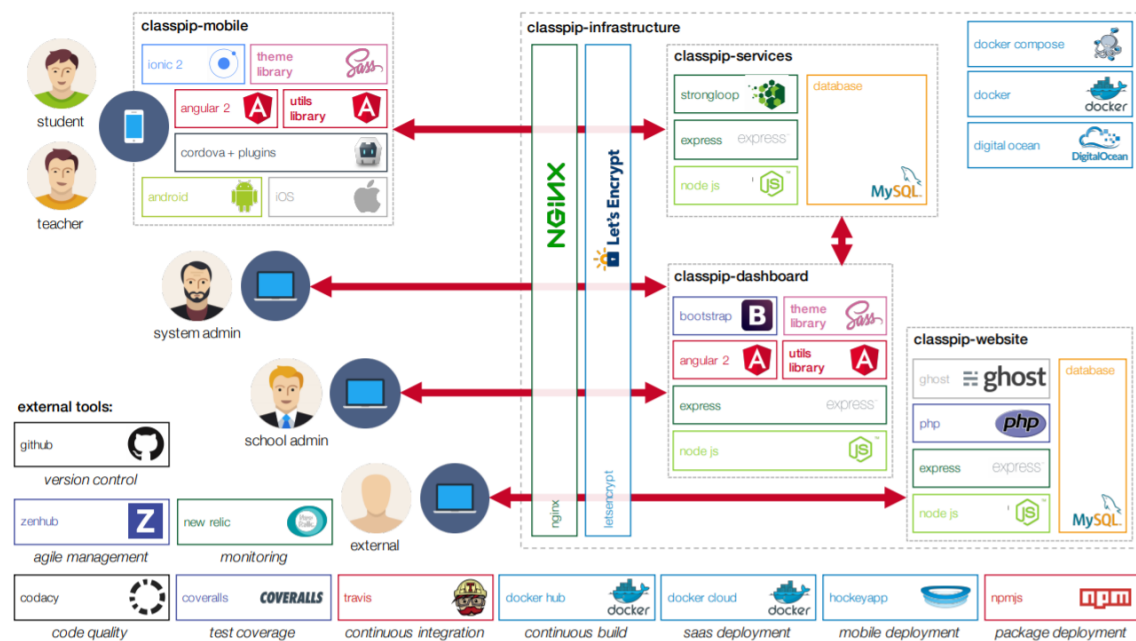 classpip-mobile
ionic 2
theme
library
Sass
angular 2
A
utils
library
A
cordova + plugins
android
iOS
student
teacher
classpip-infrastructure
NGINX
nginx
Let's Encrypt
letsencrypt
classpip-services
strongloop
express
express
node js
JS
database
MySQL
docker compose
docker
docker
digital ocean
DigitalOcean
system admin
classpip-dashboard
bootstrap
B
theme
library
Sass
angular 2
A
utils
library
A
express
express
node js
JS
school admin
classpip-website
ghost
ghost
php
php
express
express
node js
JS
database
MySQL
external
external tools:
github
version control
zenhub
Z
agile management
new relic
monitoring
codacy
code quality
coveralls
COVERALLS
test coverage
travis
continuous integration
docker hub
docker
continuous build
docker cloud
docker
saas deployment
hockeyapp
mobile deployment
npmjs
npm
package deployment